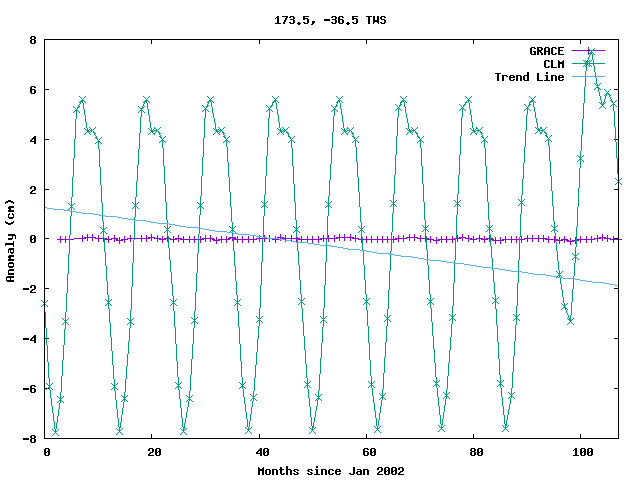 173.5, -36.5 TWS
8
6
4
2
0
-2
-4
-6
-8
Anomaly (cm)
GRACE
CLM
Trend Line
0 20 40 60 80 100
Months since Jan 2002